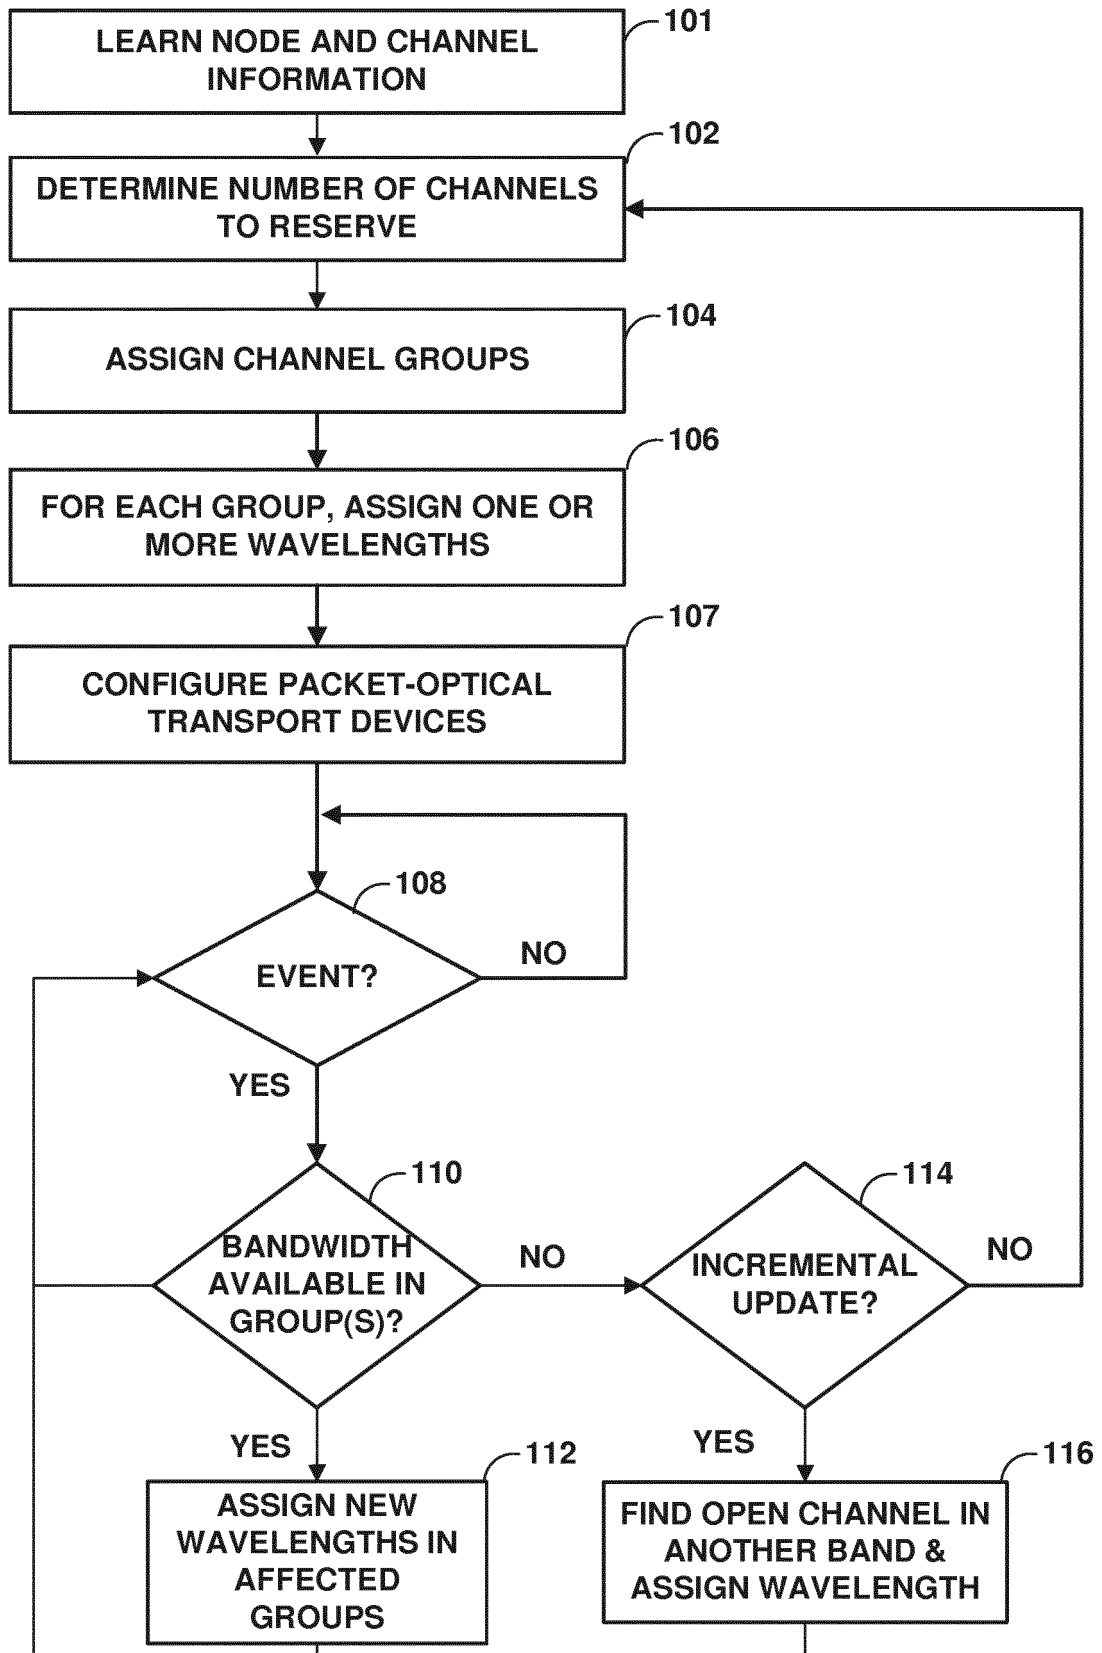 101
LEARN NODE AND CHANNEL
INFORMATION
102
DETERMINE NUMBER OF CHANNELS
TO RESERVE
104
ASSIGN CHANNEL GROUPS
106
FOR EACH GROUP, ASSIGN ONE OR
MORE WAVELENGTHS
107
CONFIGURE PACKET-OPTICAL
TRANSPORT DEVICES
108
EVENT?
NO
YES
110
BANDWIDTH
AVAILABLE IN
GROUP(S)?
NO
114
INCREMENTAL
UPDATE?
NO
YES
112
ASSIGN NEW
WAVELENGTHS IN
AFFECTED
GROUPS
YES
116
FIND OPEN CHANNEL IN
ANOTHER BAND &
ASSIGN WAVELENGTH